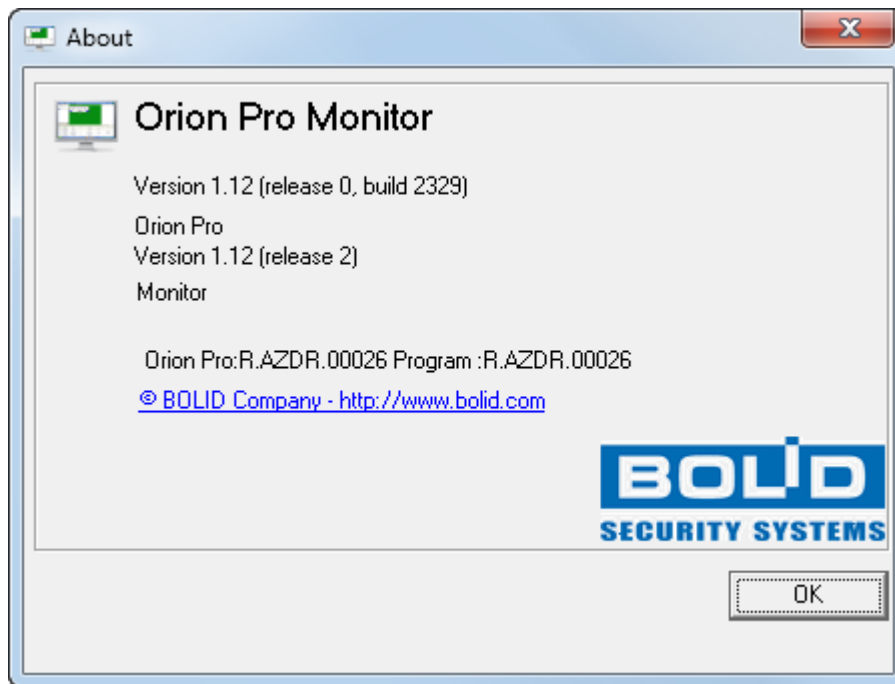 About
Orion Pro Monitor
Version 1.12 (release 0, build 2329)
Orion Pro
Version 1.12 (release 2)
Monitor
Orion Pro:R.AZDR.00026 Program :R.AZDR.00026
© BOLID Company - http://www.bolid.com
BOLID
SECURITY SYSTEMS
OK